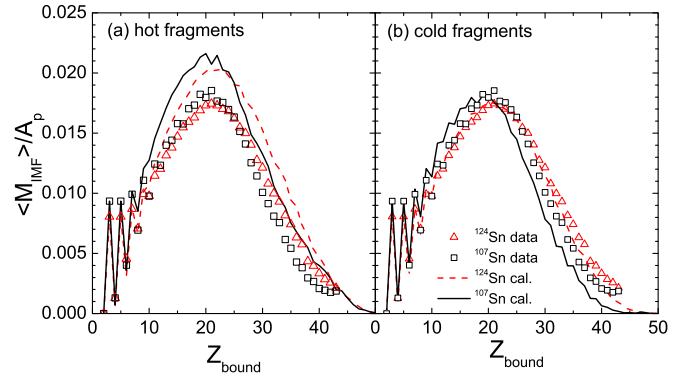 (a) hot fragments
(b) cold fragments
<M_IMF>/A_p
0.025
0.020
0.015
0.010
0.005
0.000
0 10 20 30 40 0 10 20 30 40 50
Z_bound
Z_bound
¹²⁴Sn data
¹⁰⁷Sn data
¹²⁴Sn cal.
¹⁰⁷Sn cal.